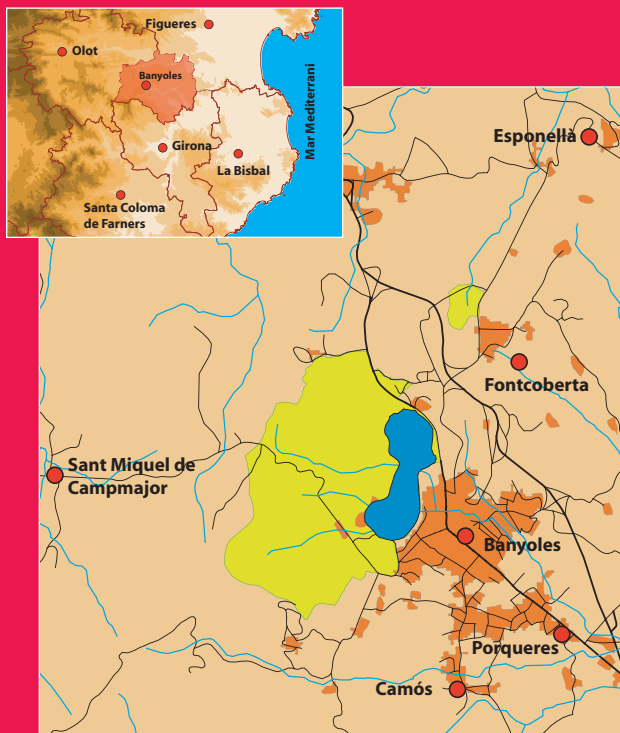 Figueres
Olot
Banyoles
Mar Mediterrani
Girona
La Bisbal
Santa Coloma
de Farners
Esponellà
Fontcoberta
Sant Miquel de
Campmajor
Banyoles
Porqueres
Camós